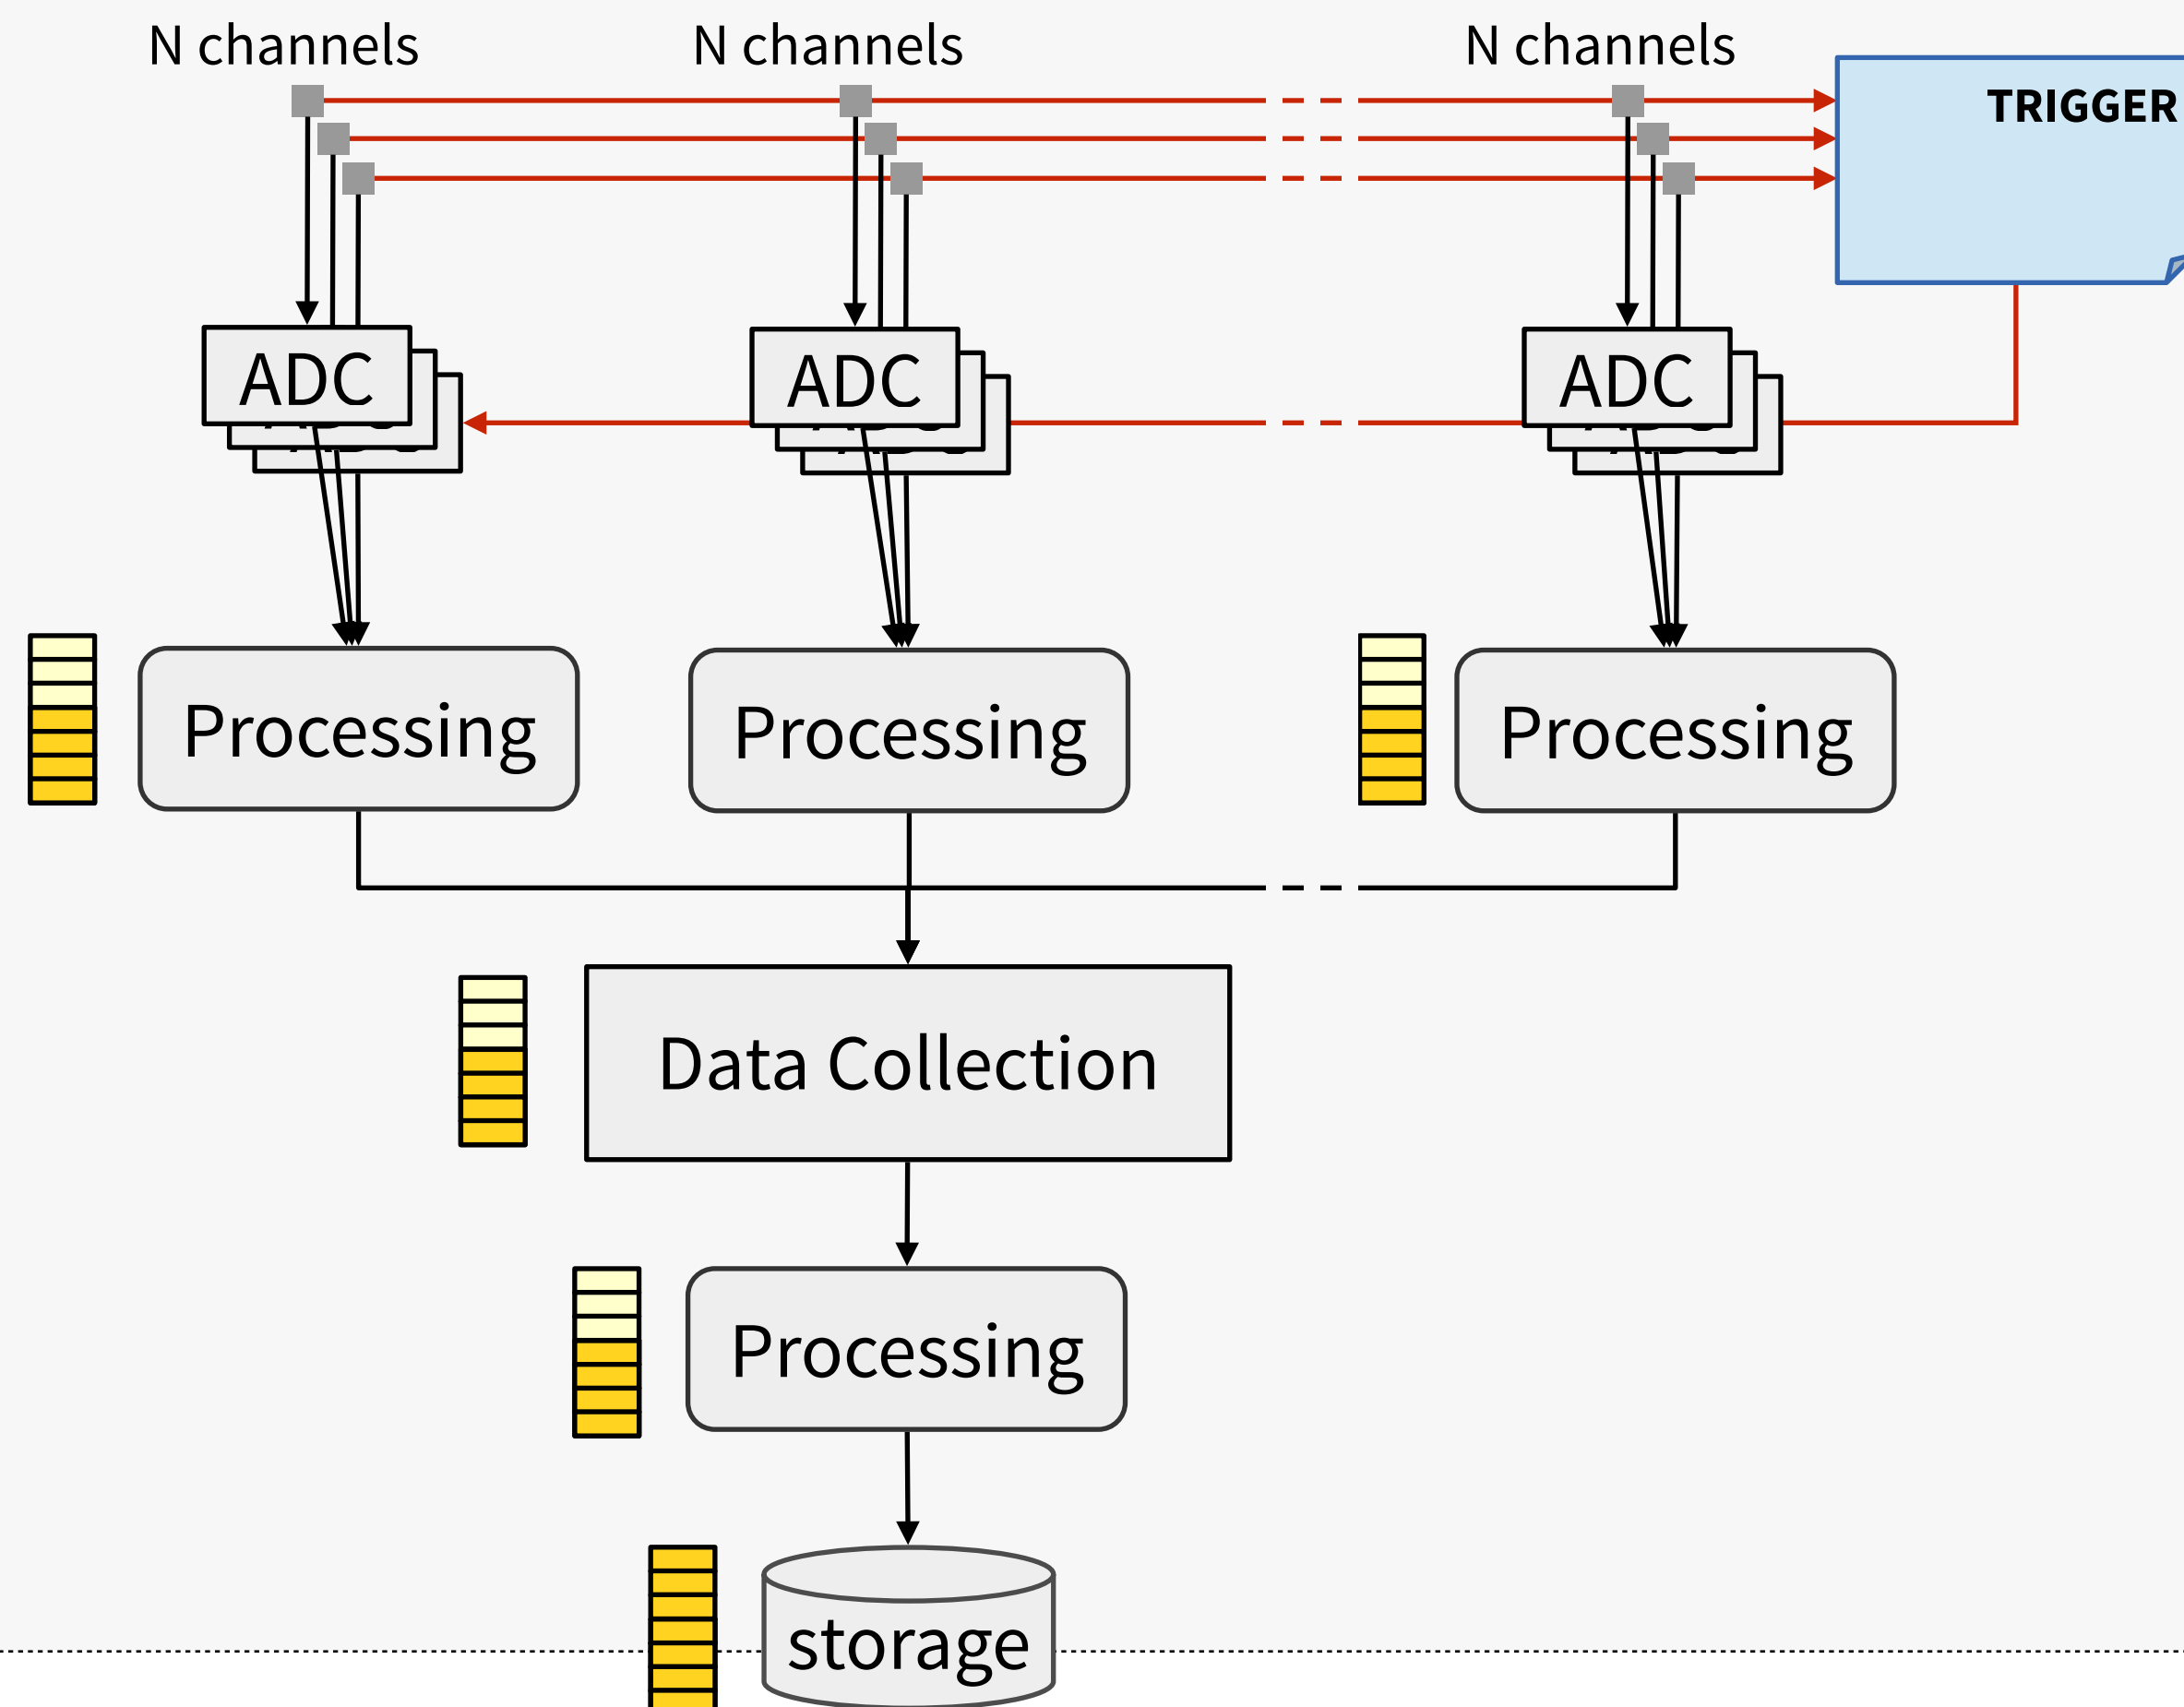 N channels
N channels
N channels
TRIGGER
ADC
ADC
ADC
Processing
Processing
Processing
Data Collection
Processing
storage